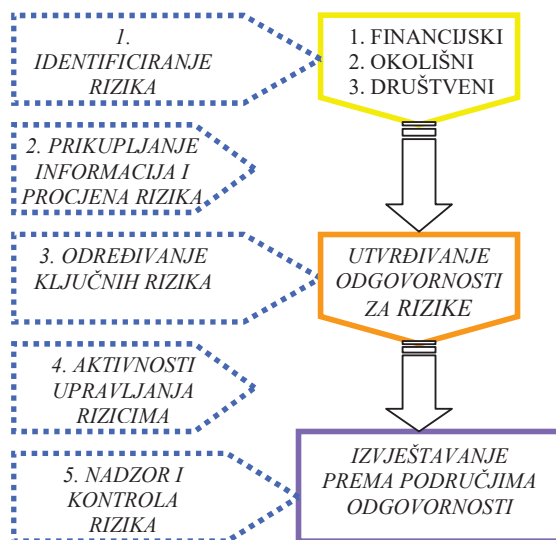 1.
IDENTIFICIRANJE
RIZIKA
1. FINANCIJSKI
2. OKOLIŠNI
3. DRUŠTVENI
2. PRIKUPLJANJE
INFORMACIJA I
PROCJENA RIZIKA
3. ODREĐIVANJE
KLJUČNIH RIZIKA
UTVRĐIVANJE
ODGOVORNOSTI
ZA RIZIKE
4. AKTIVNOSTI
UPRAVLJANJA
RIZICIMA
5. NADZOR I
KONTROLA
RIZIKA
IZVJEŠTAVANJE
PREMA PODRUČJIMA
ODGOVORNOSTI